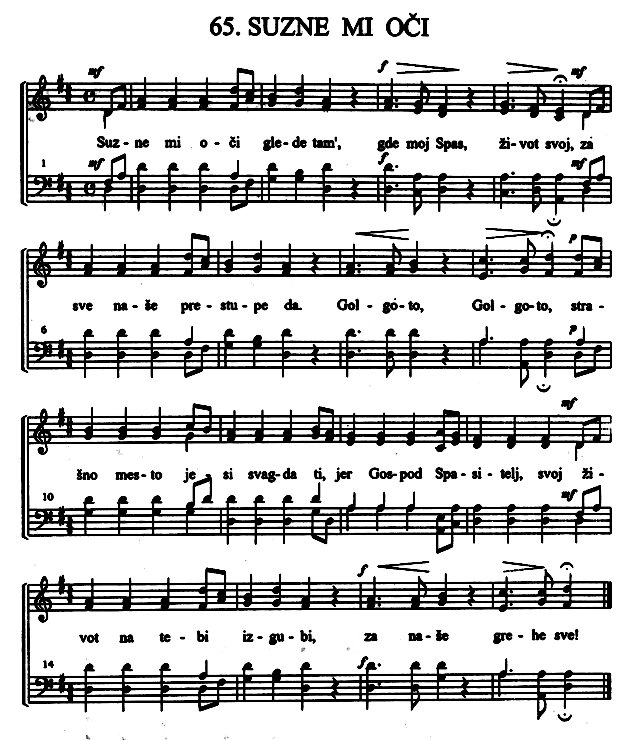 65. SUZNE MI OČI
mf mf f mf
Suz - ne mi o - či gle - de tam', gde moj Spas, ži - vot svoj, za
1 mf f mf
p
sve na - še pre - stu - pe da. Gol - go - to, Gol - go - to, stra -
6 p
mf
šno mes - to je - si svag - da ti, jer Gos - pod Spa - si - telj, svoj ži -
10 mf
f
vot na te - bi iz - gu - bi, za na - še gre - he sve!
14 f